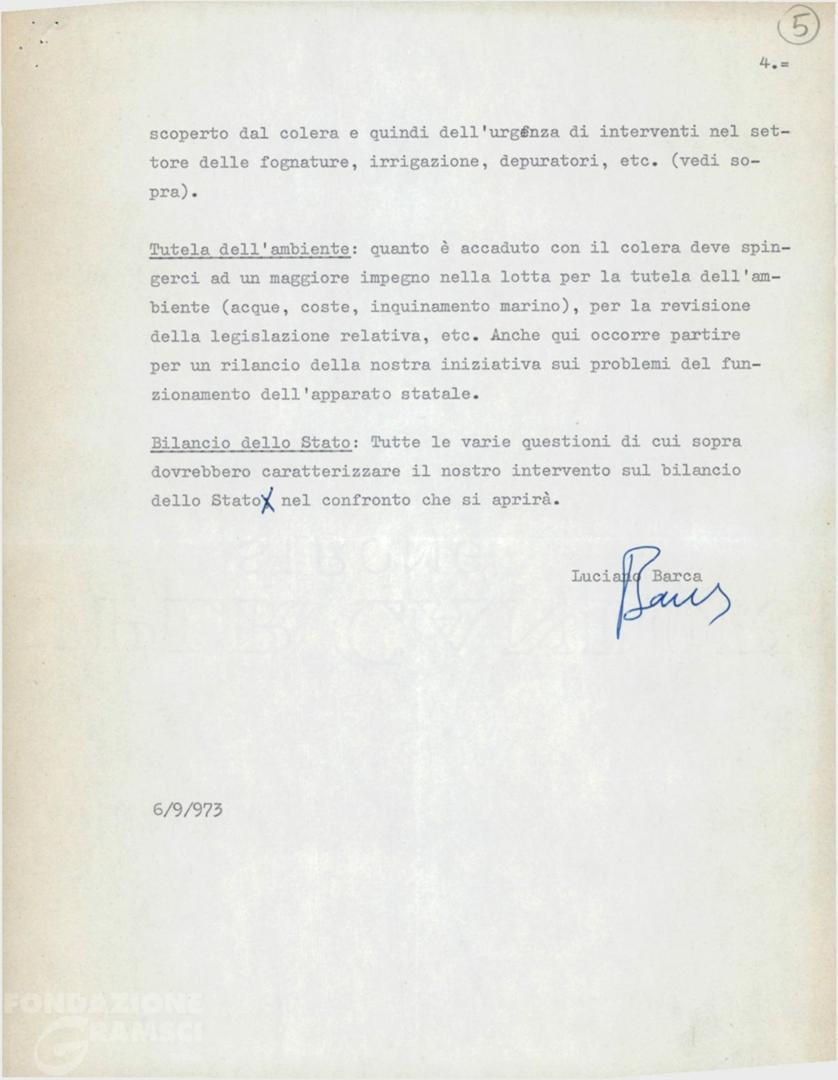 5
4.=
scoperto dal colera e quindi dell'urgenza di interventi nel set-
tore delle fognature, irrigazione, depuratori, etc. (vedi so-
pra).
Tutela dell'ambiente: quanto è accaduto con il colera deve spin-
gerci ad un maggiore impegno nella lotta per la tutela dell'am-
biente (acque, coste, inquinamento marino), per la revisione
della legislazione relativa, etc. Anche qui occorre partire
per un rilancio della nostra iniziativa sui problemi del fun-
zionamento dell'apparato statale.
Bilancio dello Stato: Tutte le varie questioni di cui sopra
dovrebbero caratterizzare il nostro intervento sul bilancio
dello Stato nel confronto che si aprirà.
Luciano Barca
Barca
6/9/973
FONDAZIONE
GRAMSCI